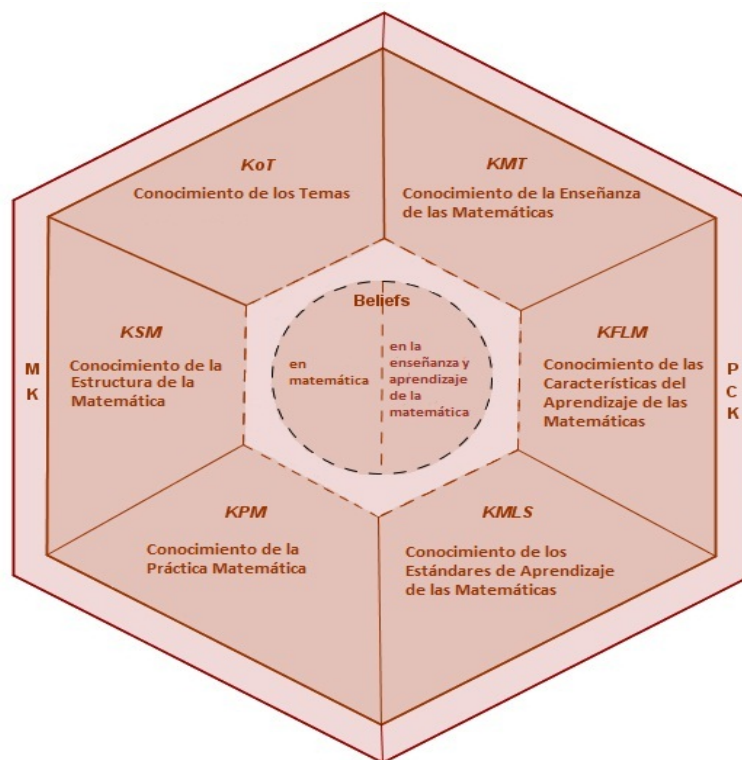 KoT
Conocimiento de los Temas
KMT
Conocimiento de la Enseñanza
de las Matemáticas
Beliefs
en
matemática
en la
enseñanza y
aprendizaje
de la
matemática
M
K
KSM
Conocimiento de la
Estructura de la
Matemática
KFLM
Conocimiento de las
Características del
Aprendizaje de las
Matemáticas
P
C
K
KPM
Conocimiento de la
Práctica Matemática
KMLS
Conocimiento de los
Estándares de Aprendizaje
de las Matemáticas